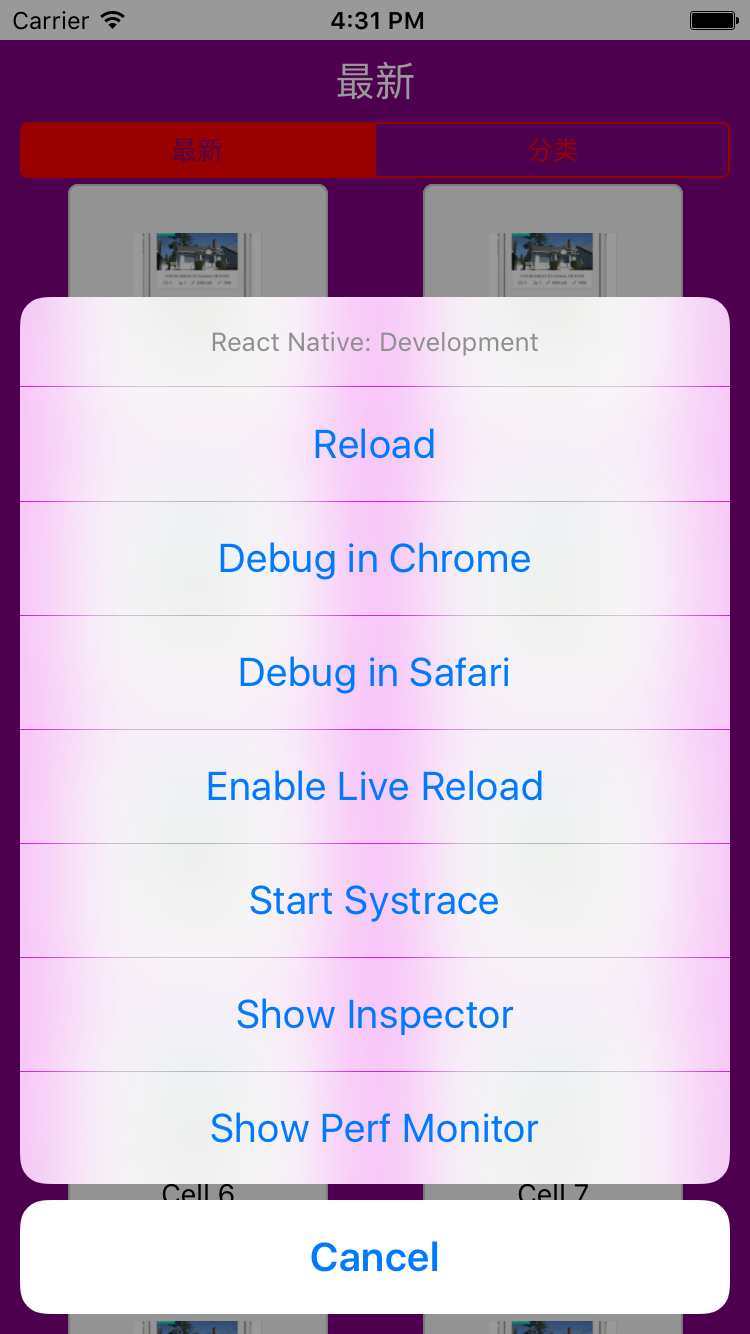 Carrier 4:31 PM
最新
最新 分类
React Native: Development
Reload
Debug in Chrome
Debug in Safari
Enable Live Reload
Start Systrace
Show Inspector
Show Perf Monitor
Cell 6 Cell 7
Cancel